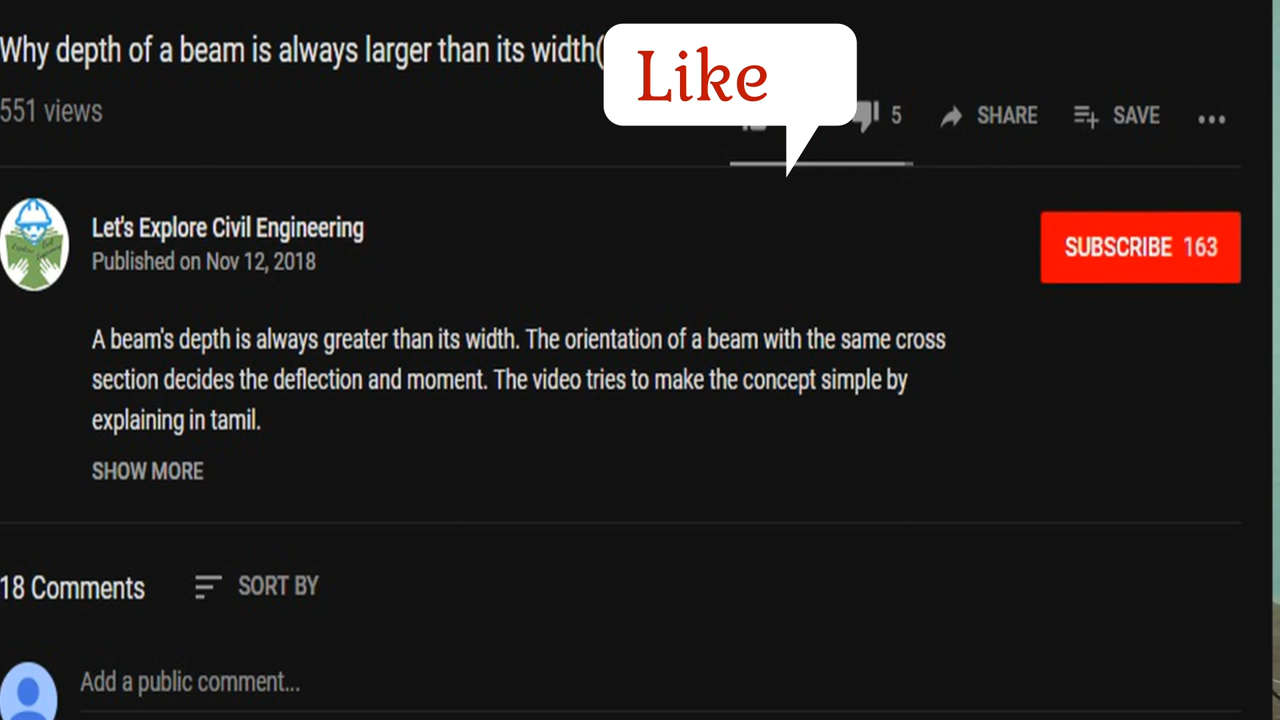 Why depth of a beam is always larger than its width(
Like
551 views
5 SHARE SAVE
Let's Explore Civil Engineering
Published on Nov 12, 2018
SUBSCRIBE 163
A beam's depth is always greater than its width. The orientation of a beam with the same cross
section decides the deflection and moment. The video tries to make the concept simple by
explaining in tamil.
SHOW MORE
18 Comments SORT BY
Add a public comment...